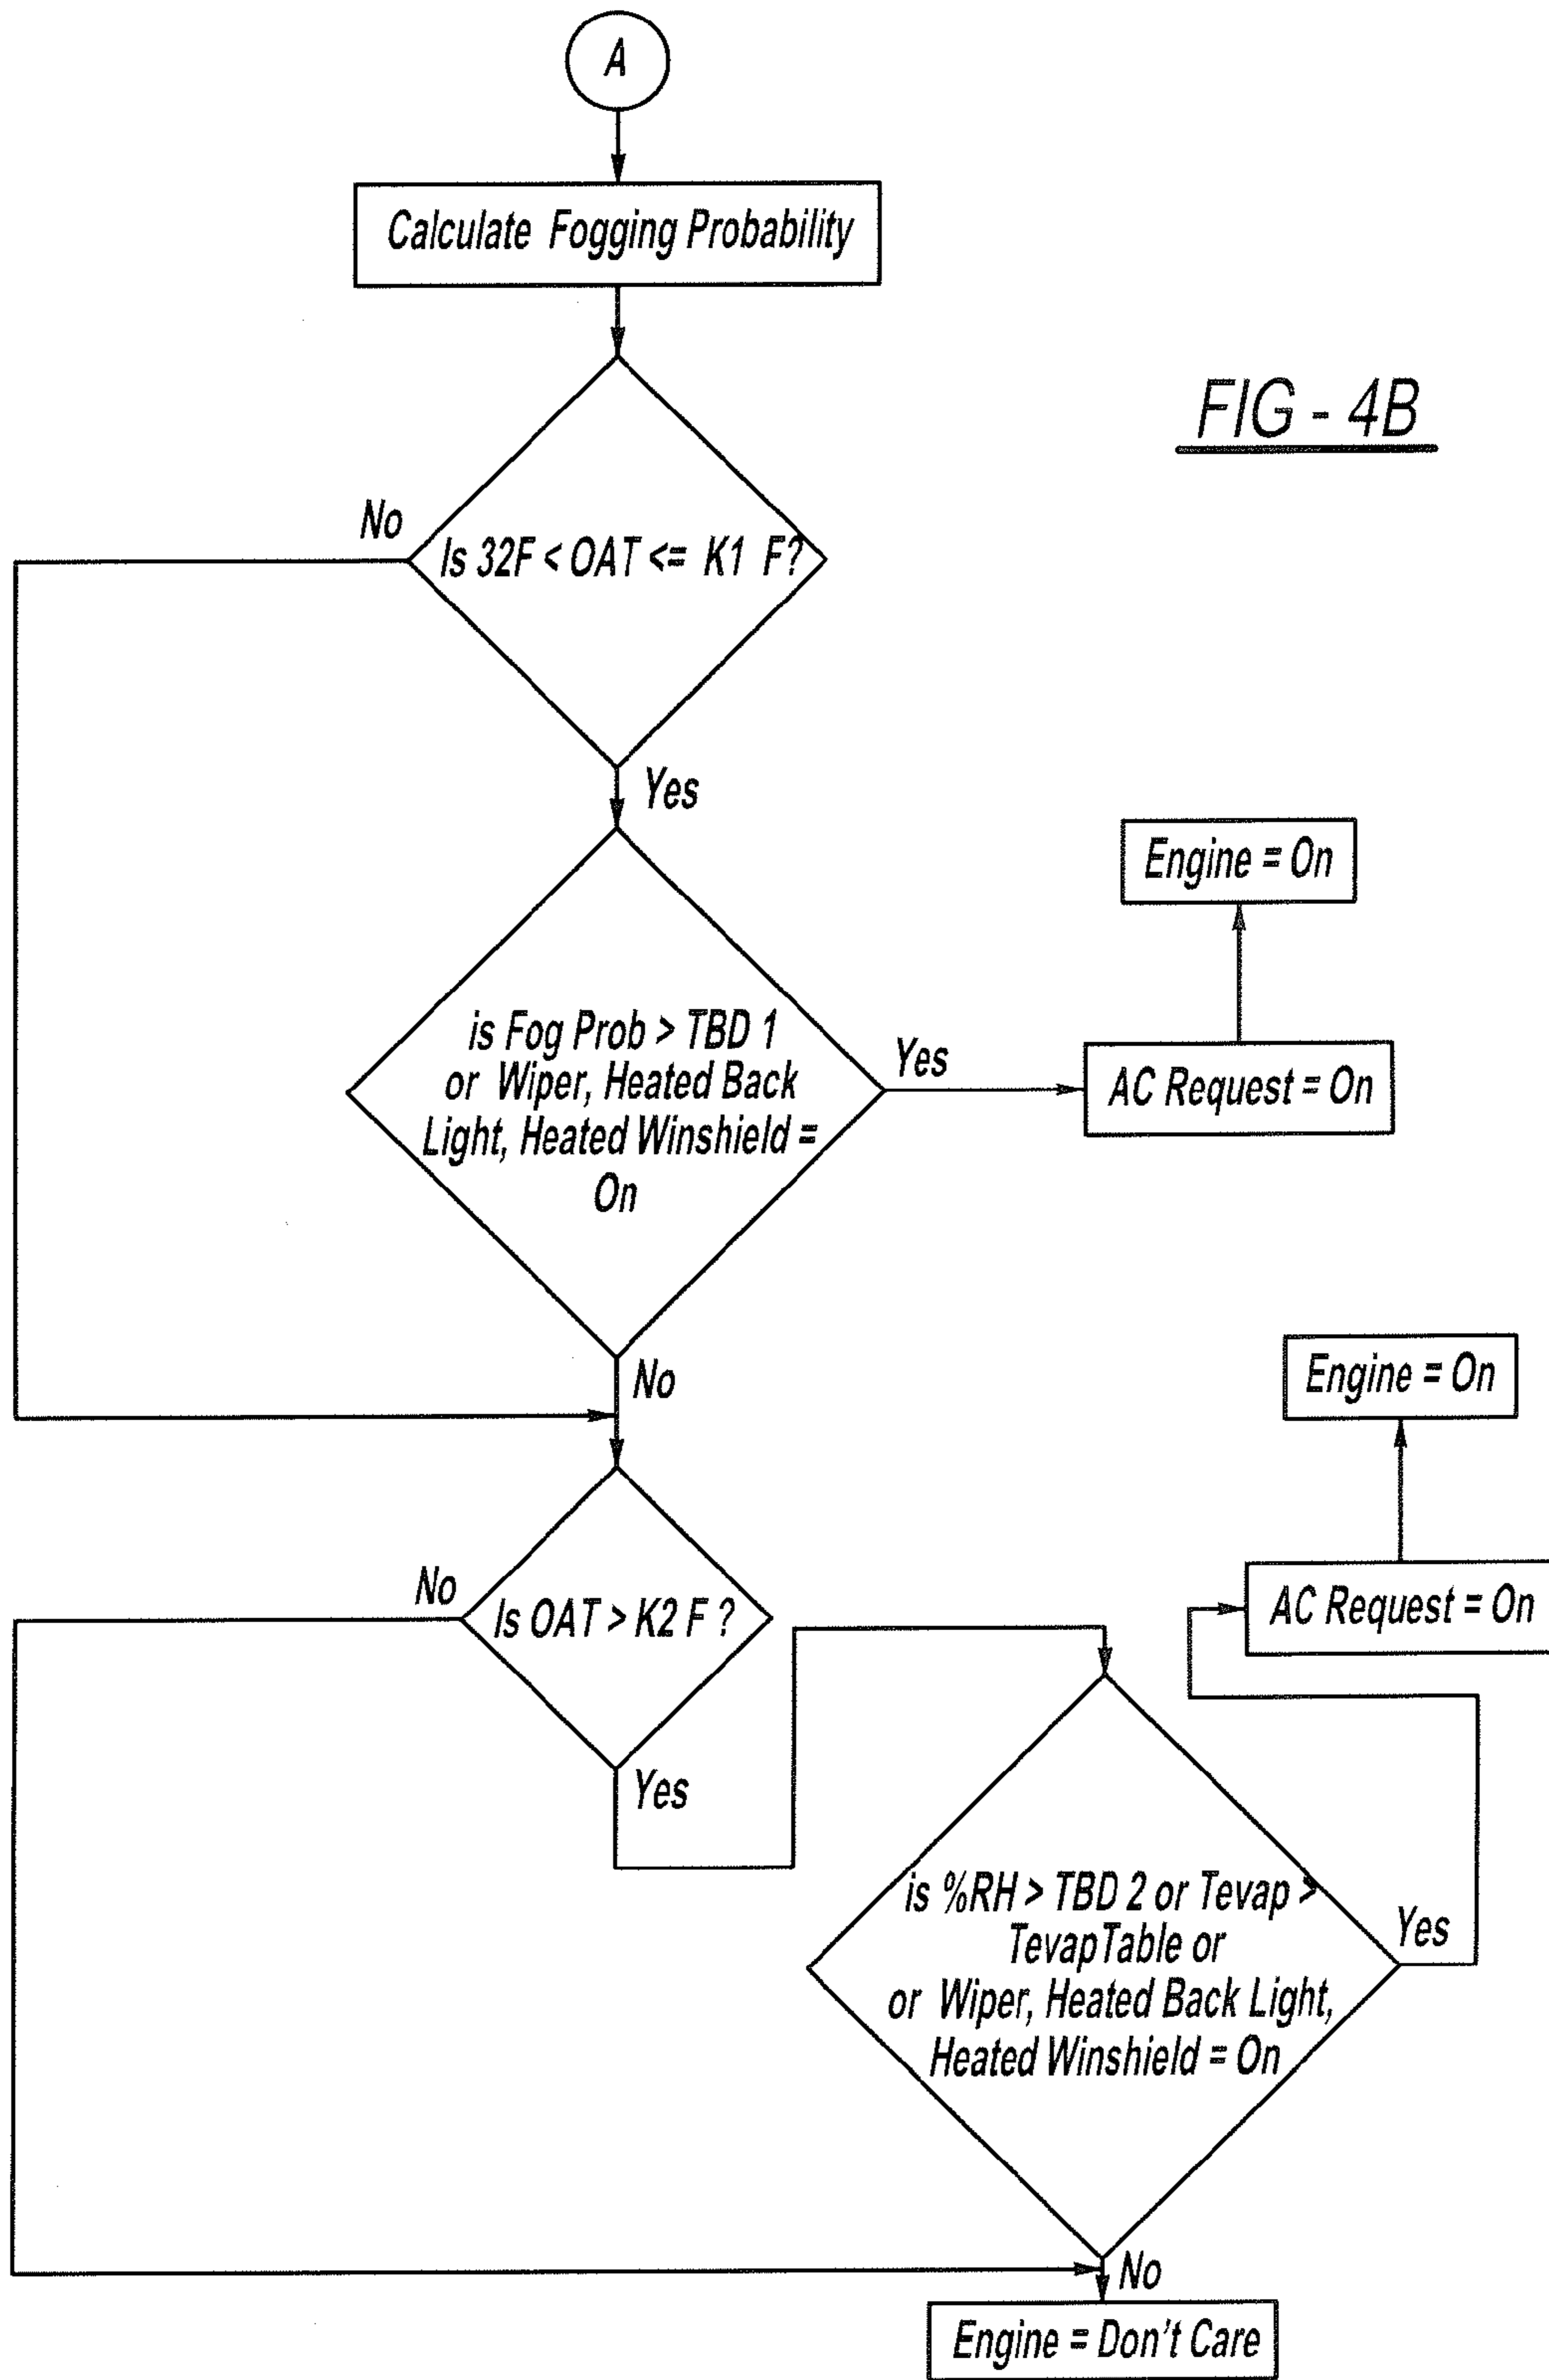 A
Calculate Fogging Probability
FIG - 4B
No
Is 32F < OAT <= K1 F?
Yes
Engine = On
is Fog Prob > TBD 1
or Wiper, Heated Back
Light, Heated Winshield =
On
Yes
AC Request = On
No
Engine = On
No
Is OAT > K2 F ?
AC Request = On
Yes
is %RH > TBD 2 or Tevap >
TevapTable or
or Wiper, Heated Back Light,
Heated Winshield = On
Yes
No
Engine = Don't Care